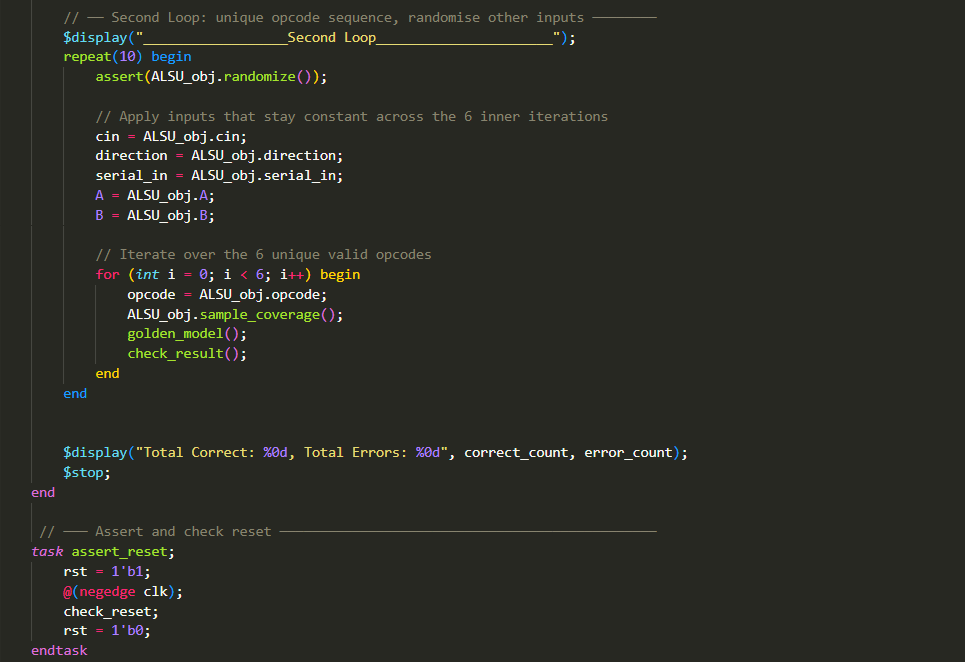 // —— Second Loop: unique opcode sequence, randomise other inputs ————————
$display("__________________Second Loop______________________");
repeat(10) begin
    assert(ALSU_obj.randomize());

    // Apply inputs that stay constant across the 6 inner iterations
    cin = ALSU_obj.cin;
    direction = ALSU_obj.direction;
    serial_in = ALSU_obj.serial_in;
    A = ALSU_obj.A;
    B = ALSU_obj.B;

    // Iterate over the 6 unique valid opcodes
    for (int i = 0; i < 6; i++) begin
        opcode = ALSU_obj.opcode;
        ALSU_obj.sample_coverage();
        golden_model();
        check_result();
    end
end

$display("Total Correct: %0d, Total Errors: %0d", correct_count, error_count);
$stop;
end

// ——— Assert and check reset ———————————————————————————————
task assert_reset;
    rst = 1'b1;
    @(negedge clk);
    check_reset;
    rst = 1'b0;
endtask